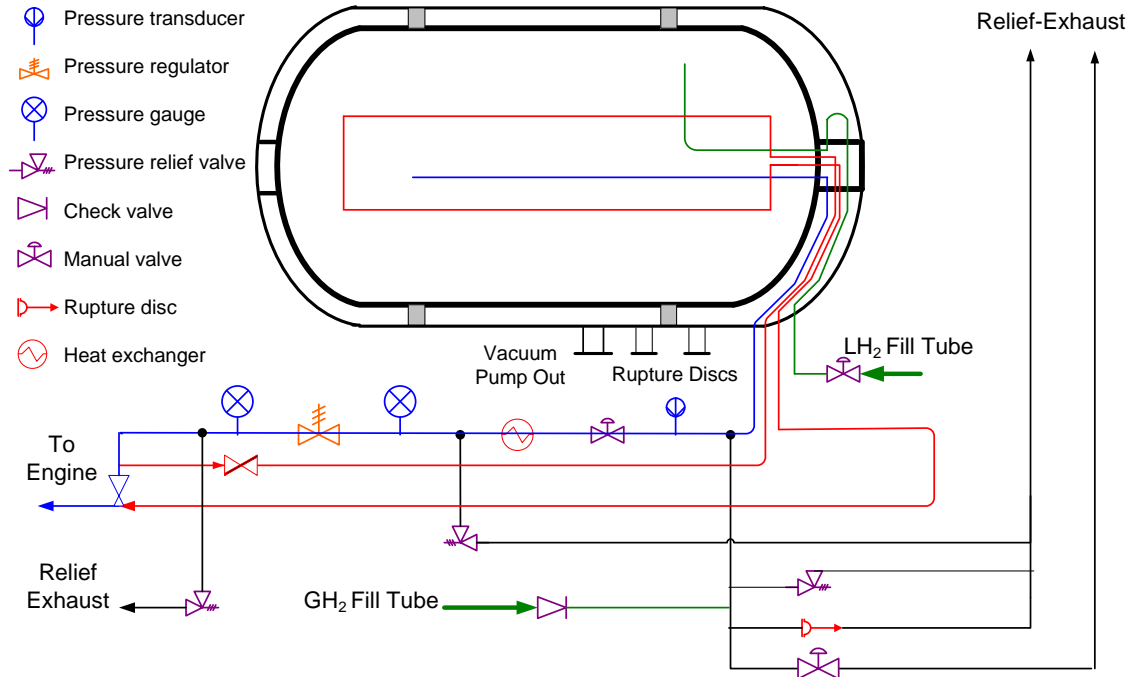 Pressure transducer
Pressure regulator
Pressure gauge
Pressure relief valve
Check valve
Manual valve
Rupture disc
Heat exchanger
Relief-Exhaust
Vacuum
Pump Out
Rupture Discs
LH₂ Fill Tube
To
Engine
Relief
Exhaust
GH₂ Fill Tube